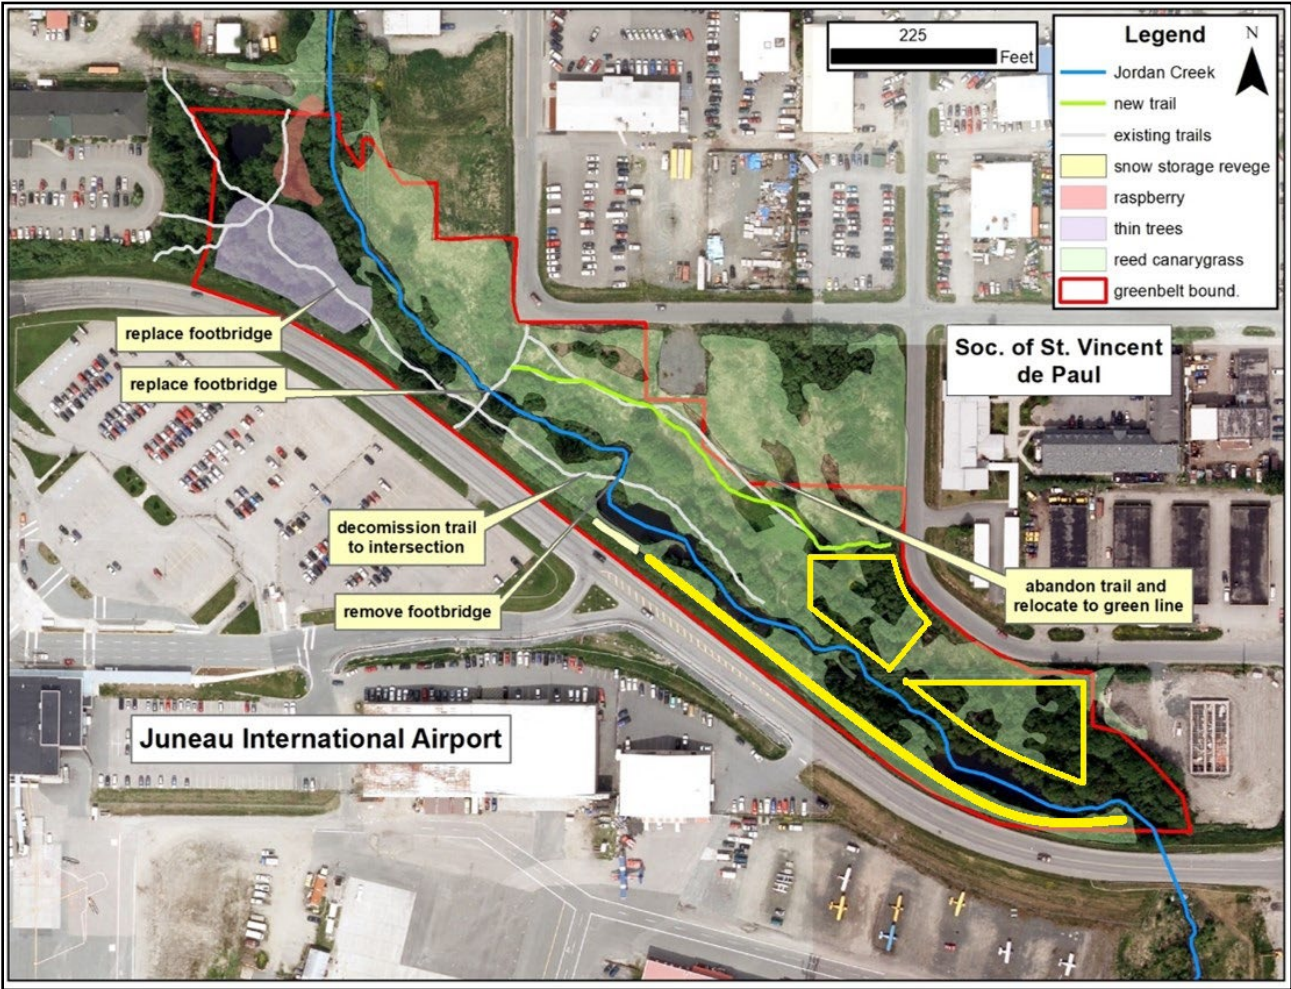 225
Feet
Legend
N
Jordan Creek
new trail
existing trails
snow storage revege
raspberry
thin trees
reed canarygrass
greenbelt bound.
replace footbridge
replace footbridge
Soc. of St. Vincent
de Paul
decomission trail
to intersection
remove footbridge
abandon trail and
relocate to green line
Juneau International Airport